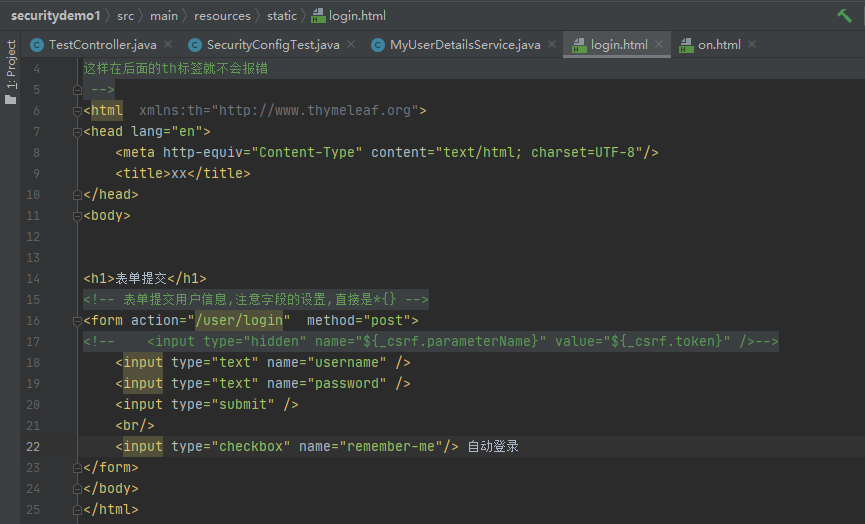 securitydemo1 › src › main › resources › static › login.html
1: Project
TestController.java × SecurityConfigTest.java × MyUserDetailsService.java × login.html × on.html ×
4 这样在后面的th标签就不会报错
5 -->
6 <html  xmlns:th="http://www.thymeleaf.org">
7 <head lang="en">
8     <meta http-equiv="Content-Type" content="text/html; charset=UTF-8"/>
9     <title>xx</title>
10 </head>
11 <body>
12
13
14 <h1>表单提交</h1>
15 <!-- 表单提交用户信息,注意字段的设置,直接是*{} -->
16 <form action="/user/login"  method="post">
17 <!--    <input type="hidden" name="${_csrf.parameterName}" value="${_csrf.token}" />-->
18     <input type="text" name="username" />
19     <input type="text" name="password" />
20     <input type="submit" />
21     <br/>
22     <input type="checkbox" name="remember-me"/> 自动登录
23 </form>
24 </body>
25 </html>